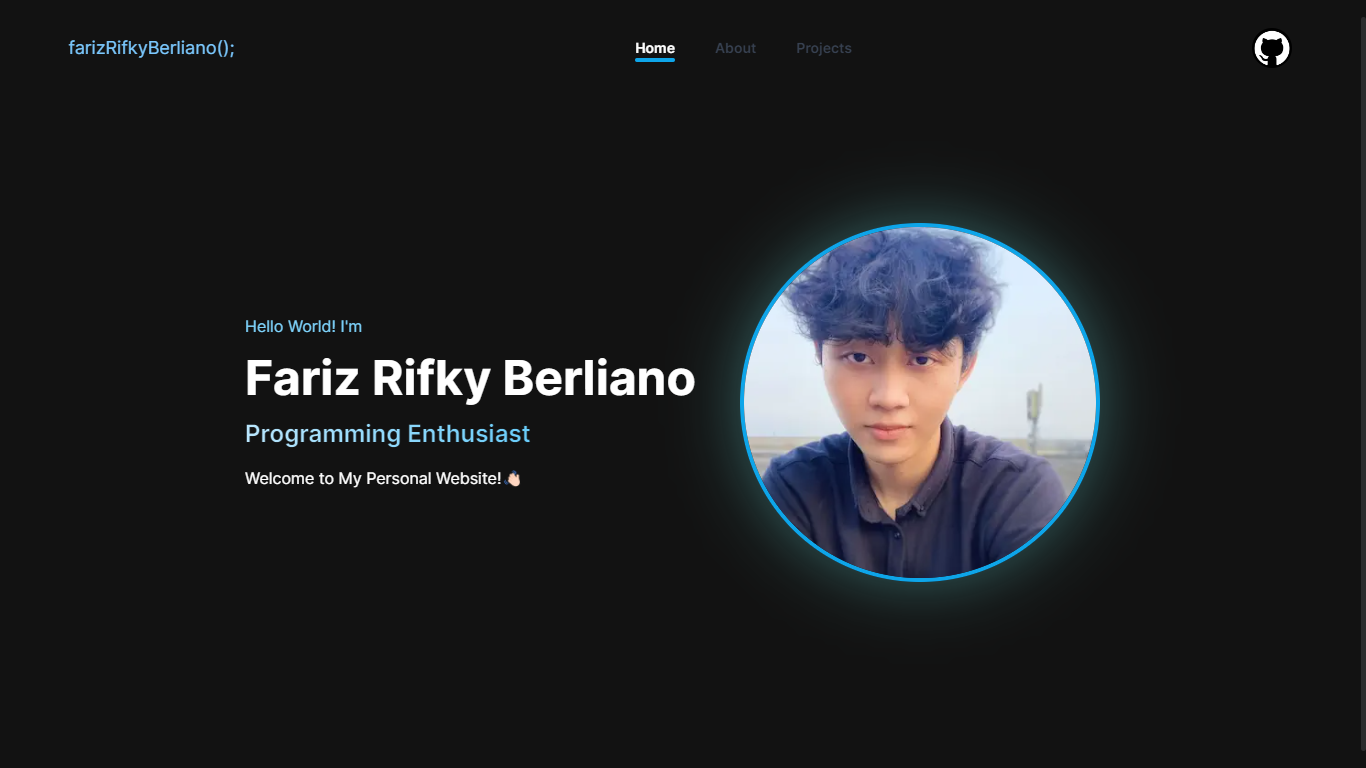 farizRifkyBerliano();
Home
About
Projects
Hello World! I'm
Fariz Rifky Berliano
Programming Enthusiast
Welcome to My Personal Website!👋🏻